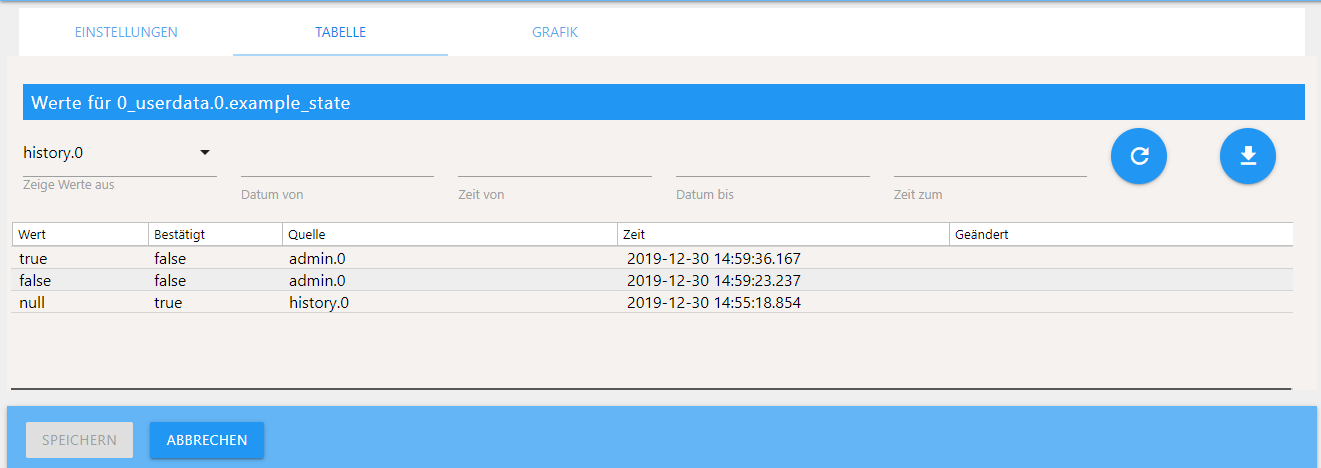 EINSTELLUNGEN TABELLE GRAFIK
Werte für 0_userdata.0.example_state
history.0
Zeige Werte aus Datum von Zeit von Datum bis Zeit zum
Wert Bestätigt Quelle Zeit Geändert
true false admin.0 2019-12-30 14:59:36.167
false false admin.0 2019-12-30 14:59:23.237
null true history.0 2019-12-30 14:55:18.854
SPEICHERN ABBRECHEN